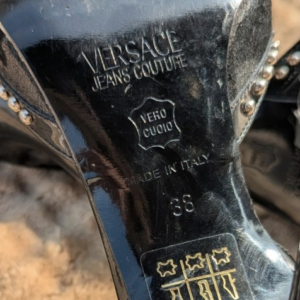 VERSACE
JEANS COUTURE
VERO
CUOIO
MADE IN ITALY
38